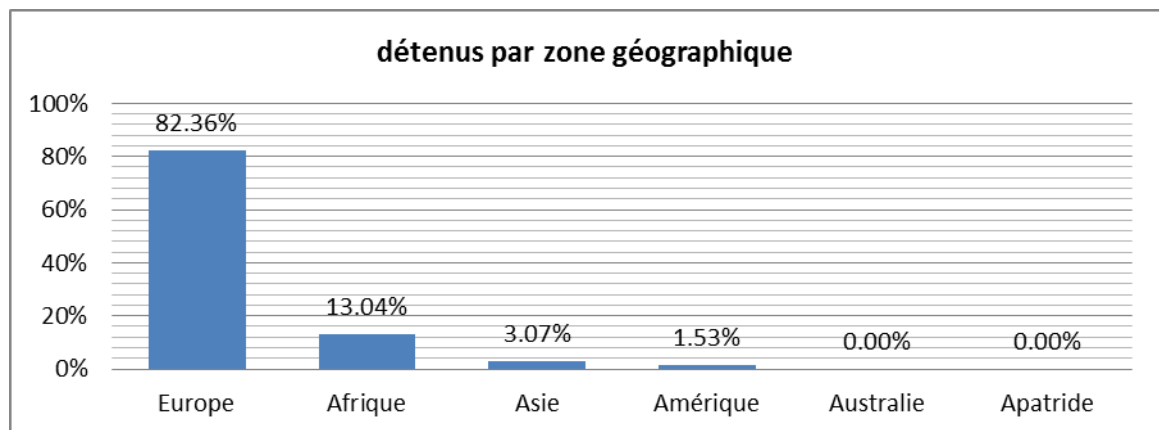 détenus par zone géographique
100%
80%
60%
40%
20%
0%
82.36%
13.04%
3.07%
1.53%
0.00%
0.00%
Europe
Afrique
Asie
Amérique
Australie
Apatride